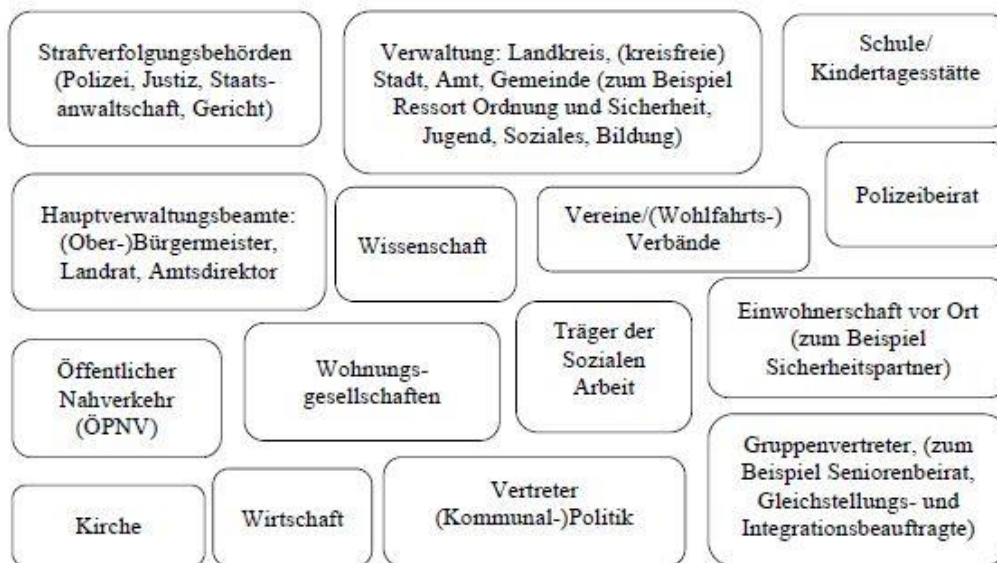 Strafverfolgungsbehörden
(Polizei, Justiz, Staats-
anwaltschaft, Gericht)
Verwaltung: Landkreis, (kreisfreie)
Stadt, Amt, Gemeinde (zum Beispiel
Ressort Ordnung und Sicherheit,
Jugend, Soziales, Bildung)
Schule/
Kindertagesstätte
Hauptverwaltungsbeamte:
(Ober-)Bürgermeister,
Landrat, Amtsdirektor
Wissenschaft
Vereine/(Wohlfahrts-)
Verbände
Polizeibeirat
Öffentlicher
Nahverkehr
(ÖPNV)
Wohnungs-
gesellschaften
Träger der
Sozialen
Arbeit
Einwohnerschaft vor Ort
(zum Beispiel
Sicherheitspartner)
Kirche
Wirtschaft
Vertreter
(Kommunal-)Politik
Gruppenvertreter, (zum
Beispiel Seniorenbeirat,
Gleichstellungs- und
Integrationsbeauftragte)